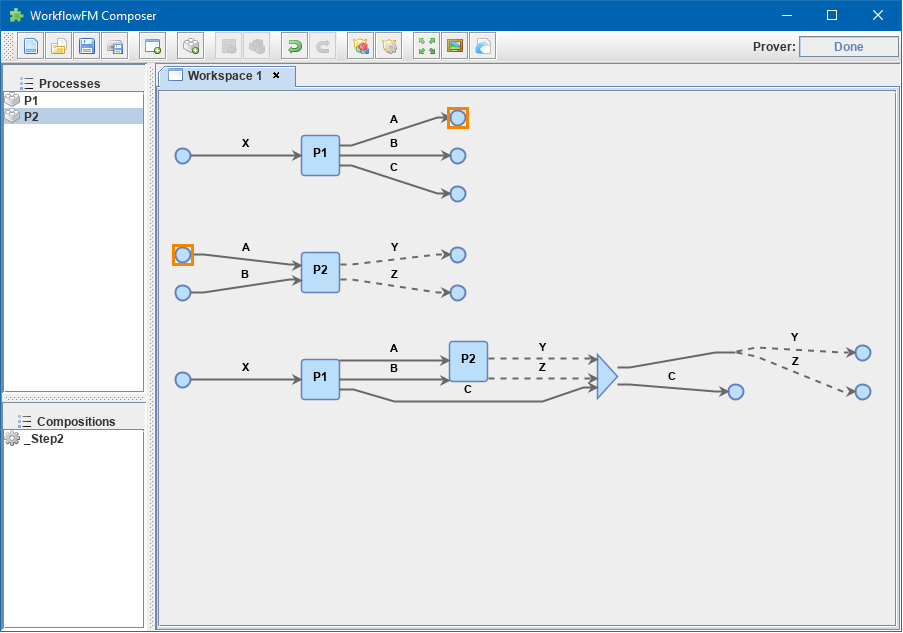 WorkflowFM Composer
Prover: Done
Processes
P1
P2
Compositions
_Step2
Workspace 1
X P1 A
B
C
A
B P2 Y
Z
X P1 A
B
C P2 Y
Z
C Y
Z